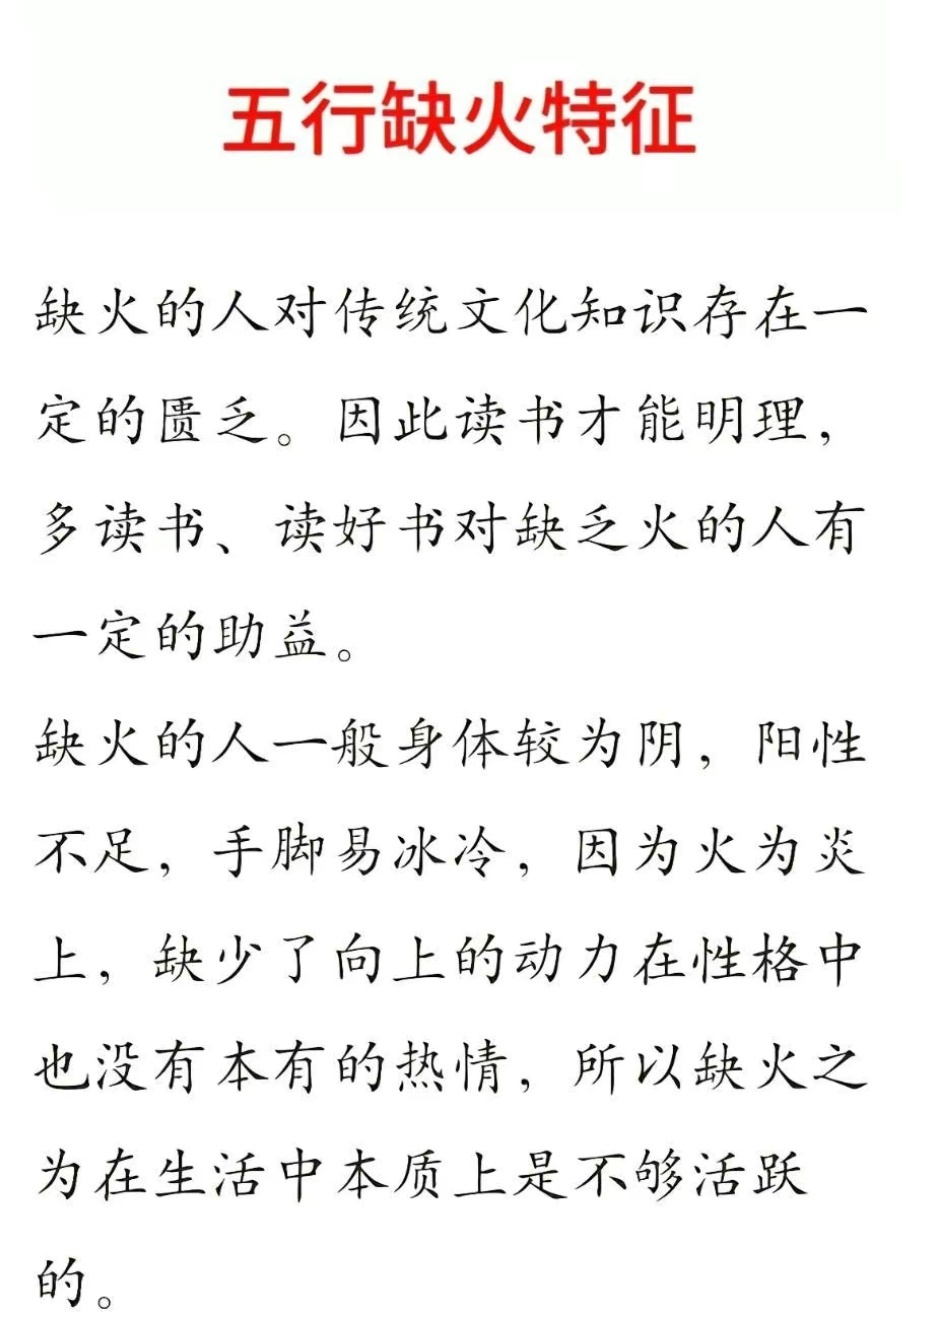 五行缺火特征
缺火的人对传统文化知识存在一
定的匮乏。因此读书才能明理，
多读书、读好书对缺乏火的人有
一定的助益。
缺火的人一般身体较为阴，阳性
不足，手脚易冰冷，因为火为炎
上，缺少了向上的动力在性格中
也没有本有的热情，所以缺火之
为在生活中本质上是不够活跃
的。